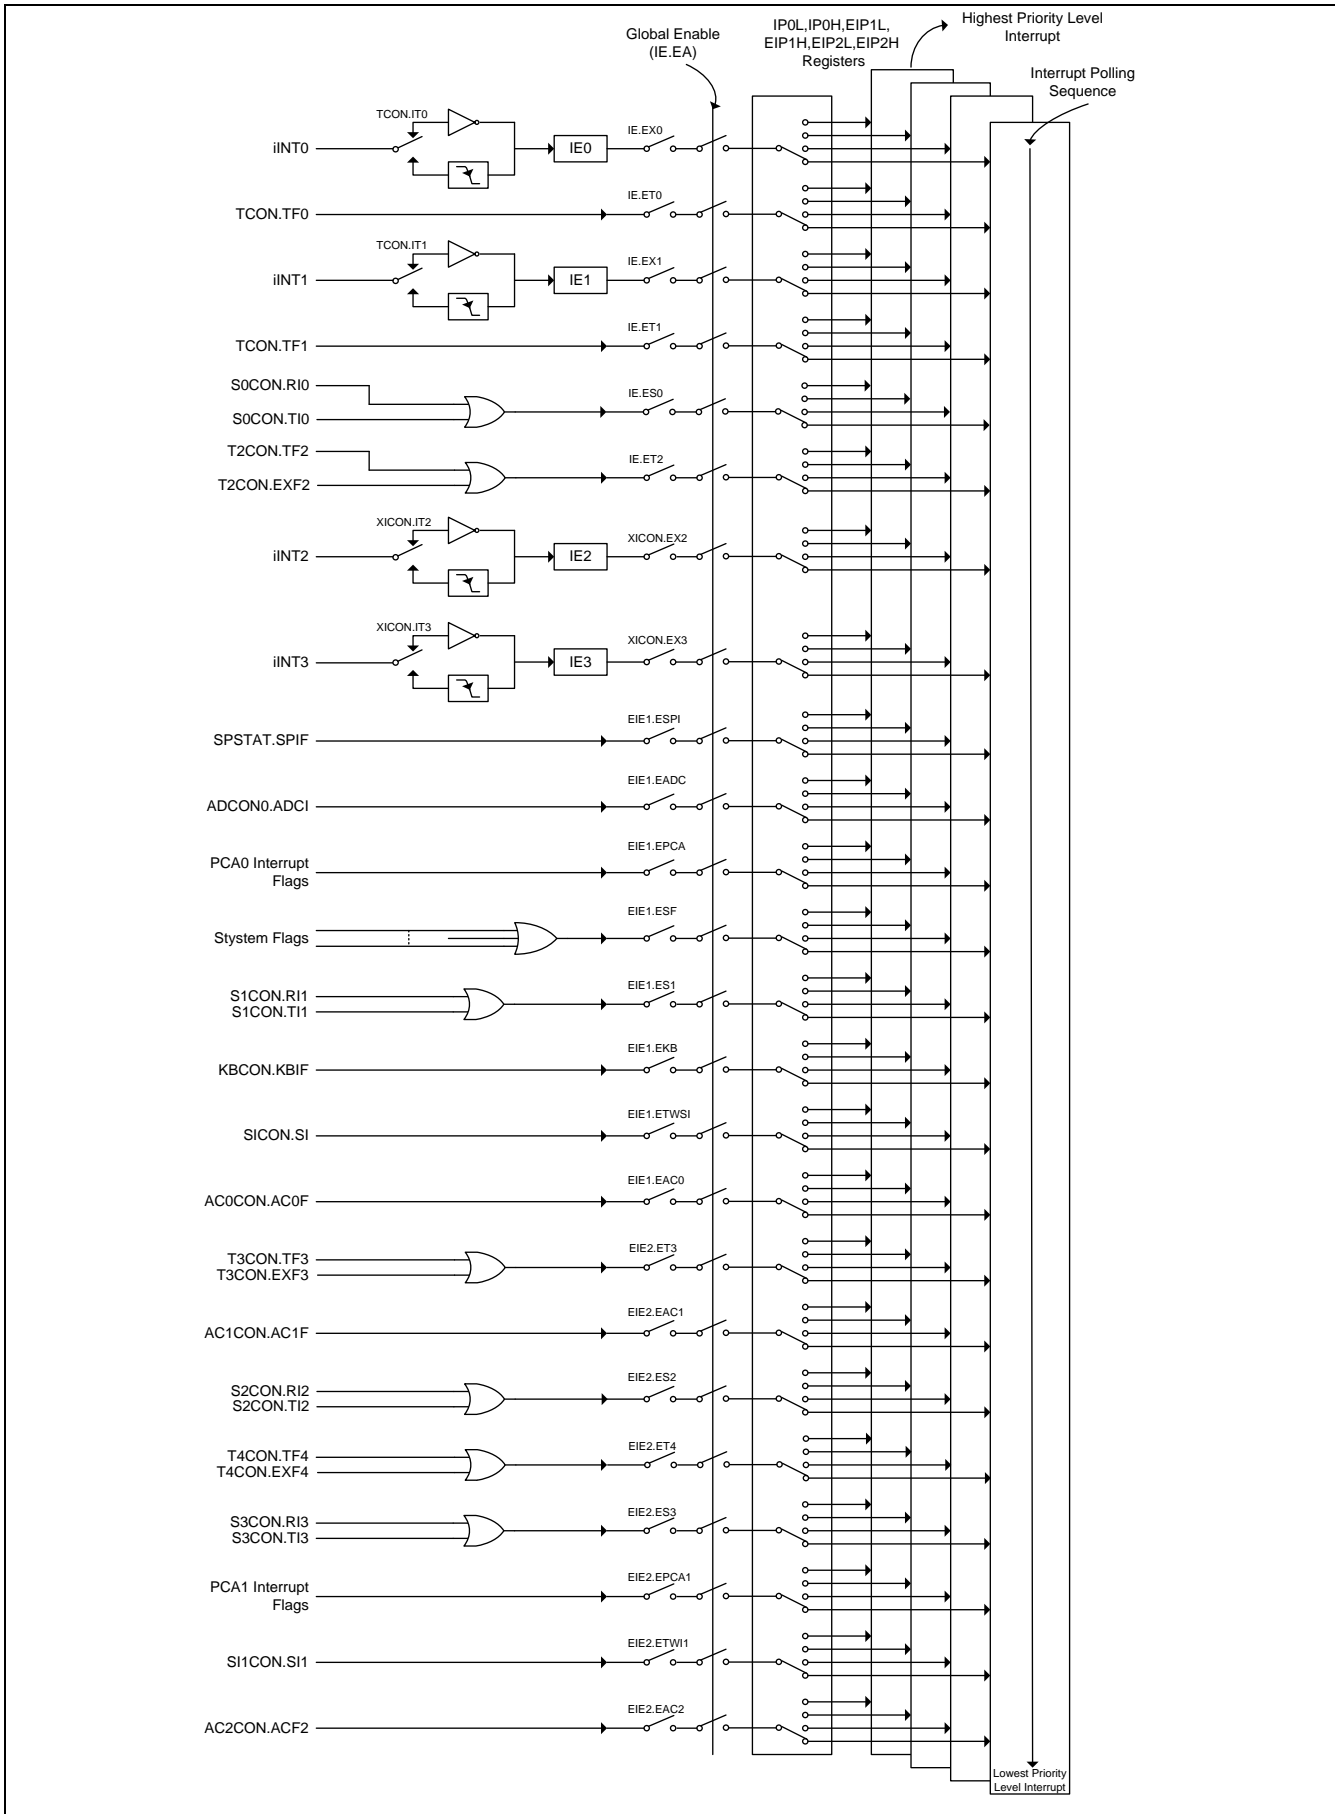 Highest Priority Level
Interrupt
IP0L,IP0H,EIP1L,
EIP1H,EIP2L,EIP2H
Registers
Global Enable
(IE.EA)
Interrupt Polling
Sequence
TCON.IT0
iINT0
IE0
IE.EX0
TCON.TF0
IE.ET0
TCON.IT1
iINT1
IE1
IE.EX1
TCON.TF1
IE.ET1
S0CON.RI0
S0CON.TI0
IE.ES0
T2CON.TF2
T2CON.EXF2
IE.ET2
XICON.IT2
iINT2
IE2
XICON.EX2
XICON.IT3
iINT3
IE3
XICON.EX3
SPSTAT.SPIF
EIE1.ESPI
ADCON0.ADCI
EIE1.EADC
PCA0 Interrupt
Flags
EIE1.EPCA
Stystem Flags
EIE1.ESF
S1CON.RI1
S1CON.TI1
EIE1.ES1
KBCON.KBIF
EIE1.EKB
SICON.SI
EIE1.ETWSI
AC0CON.AC0F
EIE1.EAC0
T3CON.TF3
T3CON.EXF3
EIE2.ET3
AC1CON.AC1F
EIE2.EAC1
S2CON.RI2
S2CON.TI2
EIE2.ES2
T4CON.TF4
T4CON.EXF4
EIE2.ET4
S3CON.RI3
S3CON.TI3
EIE2.ES3
PCA1 Interrupt
Flags
EIE2.EPCA1
SI1CON.SI1
EIE2.ETWI1
AC2CON.ACF2
EIE2.EAC2
Lowest Priority
Level Interrupt